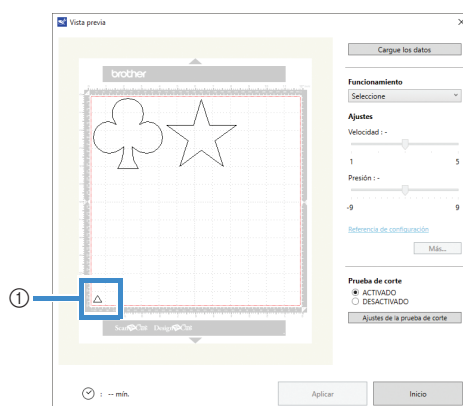 Vista previa
brother
ScanNCut DesignNCut
①
: -- mín.
Cargue los datos
Funcionamiento
Seleccione
Ajustes
Velocidad : -
1 5
Presión : -
-9 9
Referencia de configuración
Más...
Prueba de corte
ACTIVADO
DESACTIVADO
Ajustes de la prueba de corte
Aplicar
Inicio